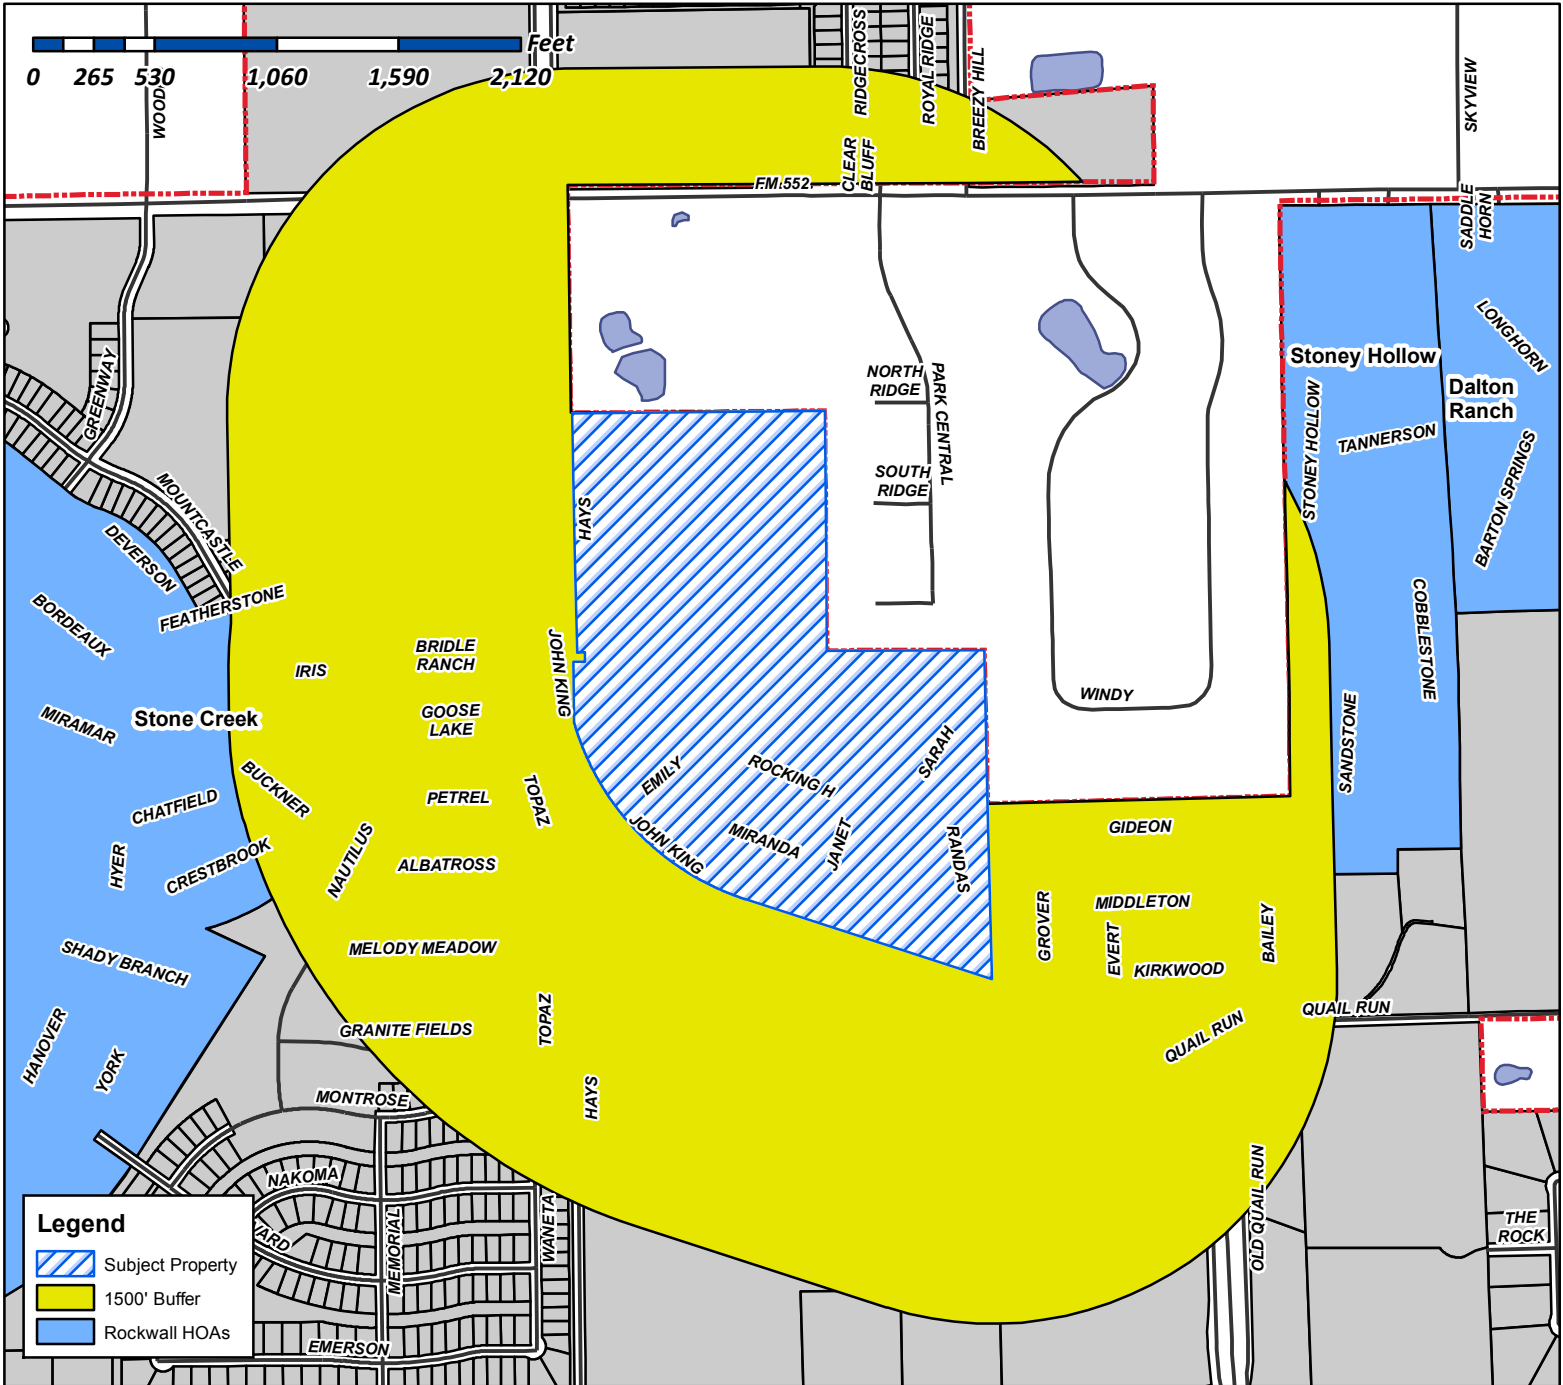 Feet
0 265 530 1,060 1,590 2,120
WOOD
RIDGECROSS
ROYAL RIDGE
BREEZY HILL
SKYVIEW
CLEAR
BLUFF
FM 552
SADDLE
HORN
LONGHORN
GREENWAY
Stoney Hollow
Dalton
Ranch
NORTH
RIDGE
PARK CENTRAL
STONEY HOLLOW
TANNERSON
BARTON SPRINGS
SOUTH
RIDGE
HAYS
MOUNTCASTLE
DEVERSON
FEATHERSTONE
BORDEAUX
COBBLESTONE
BRIDLE
RANCH
JOHN KING
IRIS
WINDY
MIRAMAR
Stone Creek
GOOSE
LAKE
SANDSTONE
SARAH
EMILY
ROCKING H
BUCKNER
CHATFIELD
PETREL
TOPAZ
JOHN KING
MIRANDA
JANET
RANDAS
GIDEON
HYER
CRESTBROOK
NAUTILUS
ALBATROSS
GROVER
MIDDLETON
EVERT
BAILEY
KIRKWOOD
SHADY BRANCH
MELODY MEADOW
HANOVER
YORK
GRANITE FIELDS
TOPAZ
QUAIL RUN
QUAIL RUN
MONTROSE
HAYS
NAKOMA
VARD
MEMORIAL
WANETA
OLD QUAIL RUN
THE
ROCK
EMERSON
Legend
Subject Property
1500' Buffer
Rockwall HOAs